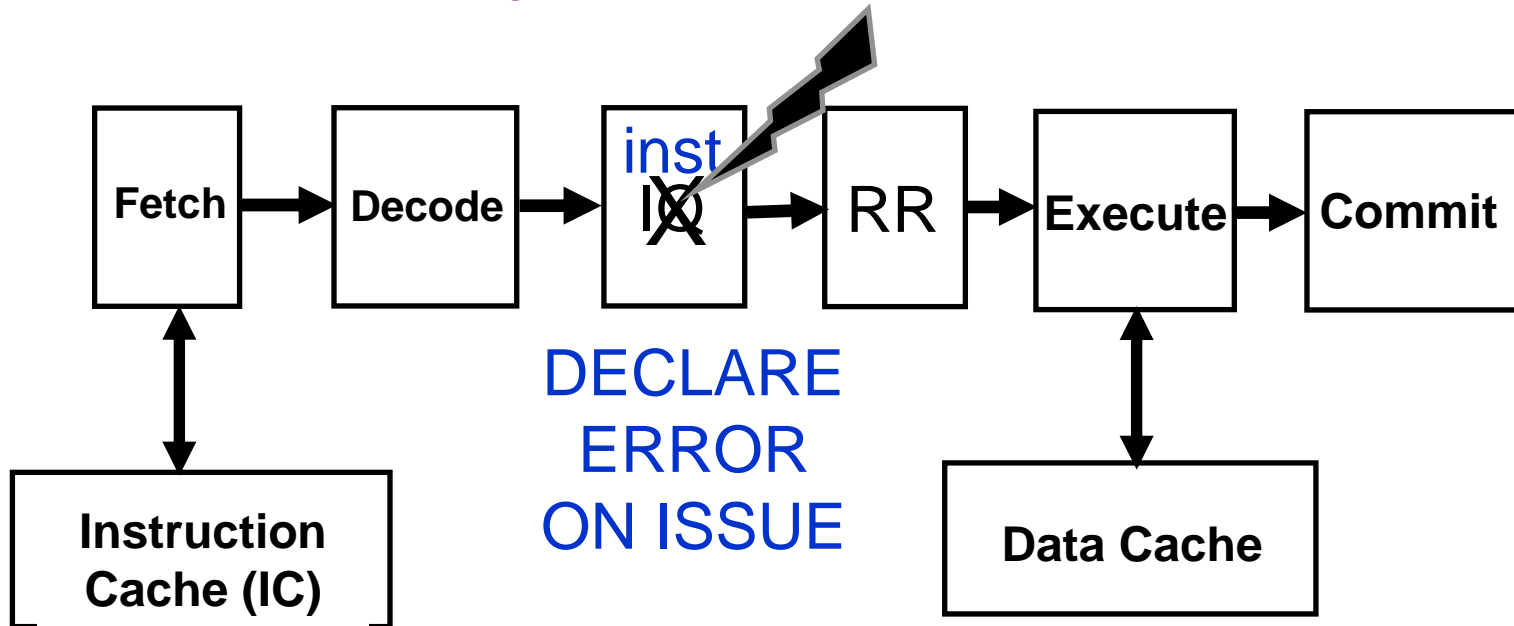 Fetch
Decode
inst
IQ
X
RR
Execute
Commit
DECLARE
ERROR
ON ISSUE
Instruction
Cache (IC)
Data Cache